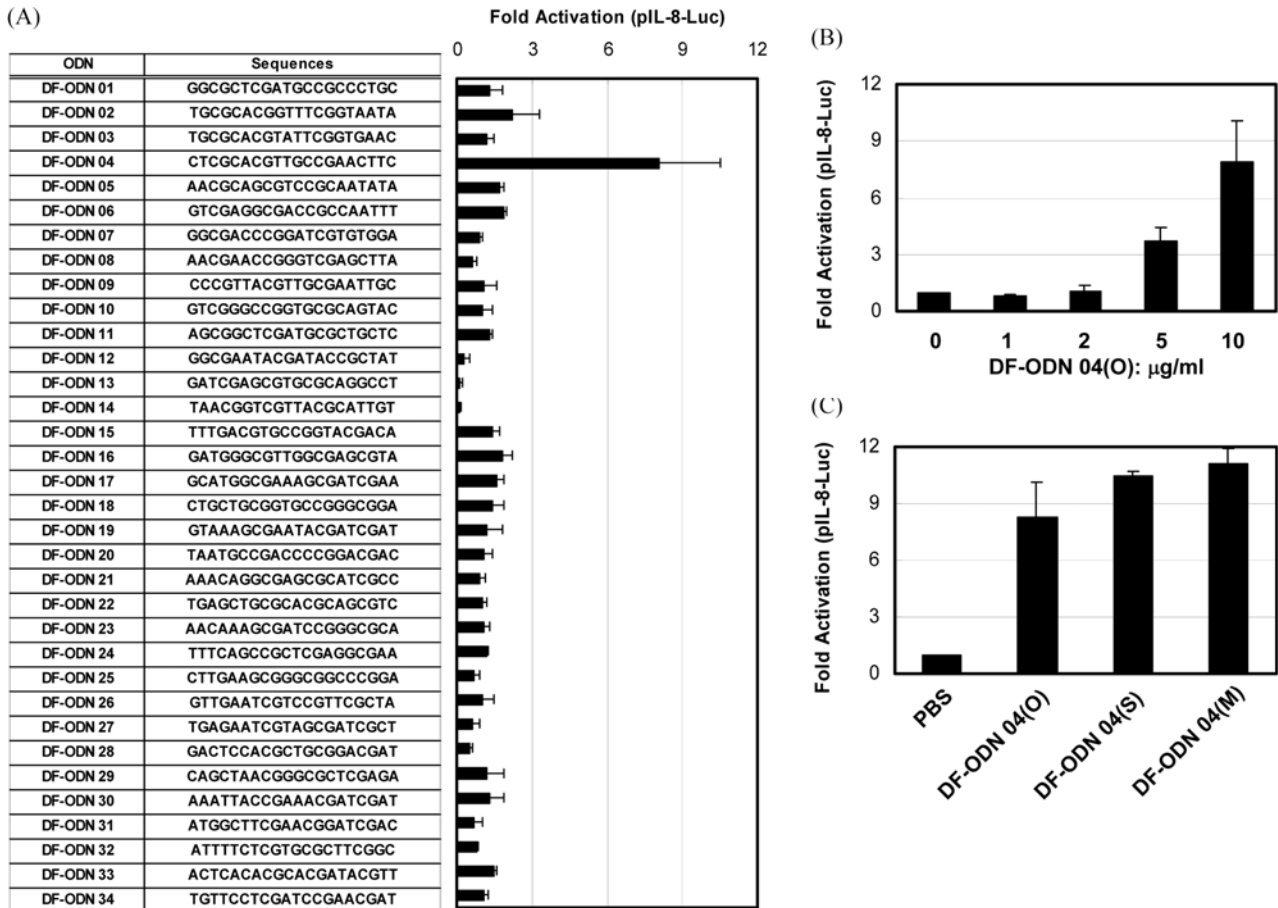 (A)
Fold Activation (pIL-8-Luc)
0 3 6 9 12
ODN Sequences
DF-ODN 01 GGCGCTCGATGCCGCCCTGC
DF-ODN 02 TGCGCACGGTTTCGGTAATA
DF-ODN 03 TGCGCACGTATTCGGTGAAC
DF-ODN 04 CTCGCACGTTGCCGAACTTC
DF-ODN 05 AACGCAGCGTCCGCAATATA
DF-ODN 06 GTCGAGGCGACCGCCAATTT
DF-ODN 07 GGCGACCCGGATCGTGTGGA
DF-ODN 08 AACGAACCGGGTCGAGCTTA
DF-ODN 09 CCCGTTACGTTGCGAATTGC
DF-ODN 10 GTCGGGCCGGTGCGCAGTAC
DF-ODN 11 AGCGGCTCGATGCGCTGCTC
DF-ODN 12 GGCGAATACGATACCGCTAT
DF-ODN 13 GATCGAGCGTGCGCAGGCCT
DF-ODN 14 TAACGGTCGTTACGCATTGT
DF-ODN 15 TTTGACGTGCCGGTACGACA
DF-ODN 16 GATGGGCGTTGGCGAGCGTA
DF-ODN 17 GCATGGCGAAAGCGATCGAA
DF-ODN 18 CTGCTGCGGTGCCGGGCGGA
DF-ODN 19 GTAAAGCGAATACGATCGAT
DF-ODN 20 TAATGCCGACCCCGGACGAC
DF-ODN 21 AAACAGGCGAGCGCATCGCC
DF-ODN 22 TGAGCTGCGCACGCAGCGTC
DF-ODN 23 AACAAAGCGATCCGGGCGCA
DF-ODN 24 TTTCAGCCGCTCGAGGCGAA
DF-ODN 25 CTTGAAGCGGGCGGCCCGGA
DF-ODN 26 GTTGAATCGTCCGTTCGCTA
DF-ODN 27 TGAGAATCGTAGCGATCGCT
DF-ODN 28 GACTCCACGCTGCGGACGAT
DF-ODN 29 CAGCTAACGGGCGCTCGAGA
DF-ODN 30 AAATTACCGAAACGATCGAT
DF-ODN 31 ATGGCTTCGAACGGATCGAC
DF-ODN 32 ATTTTCTCGTGCGCTTCGGC
DF-ODN 33 ACTCACACGCACGATACGTT
DF-ODN 34 TGTTCCTCGATCCGAACGAT
(B)
Fold Activation (pIL-8-Luc)
12
9
6
3
0
0 1 2 5 10
DF-ODN 04(O): μg/ml
(C)
Fold Activation (pIL-8-Luc)
12
9
6
3
0
PBS
DF-ODN 04(O)
DF-ODN 04(S)
DF-ODN 04(M)